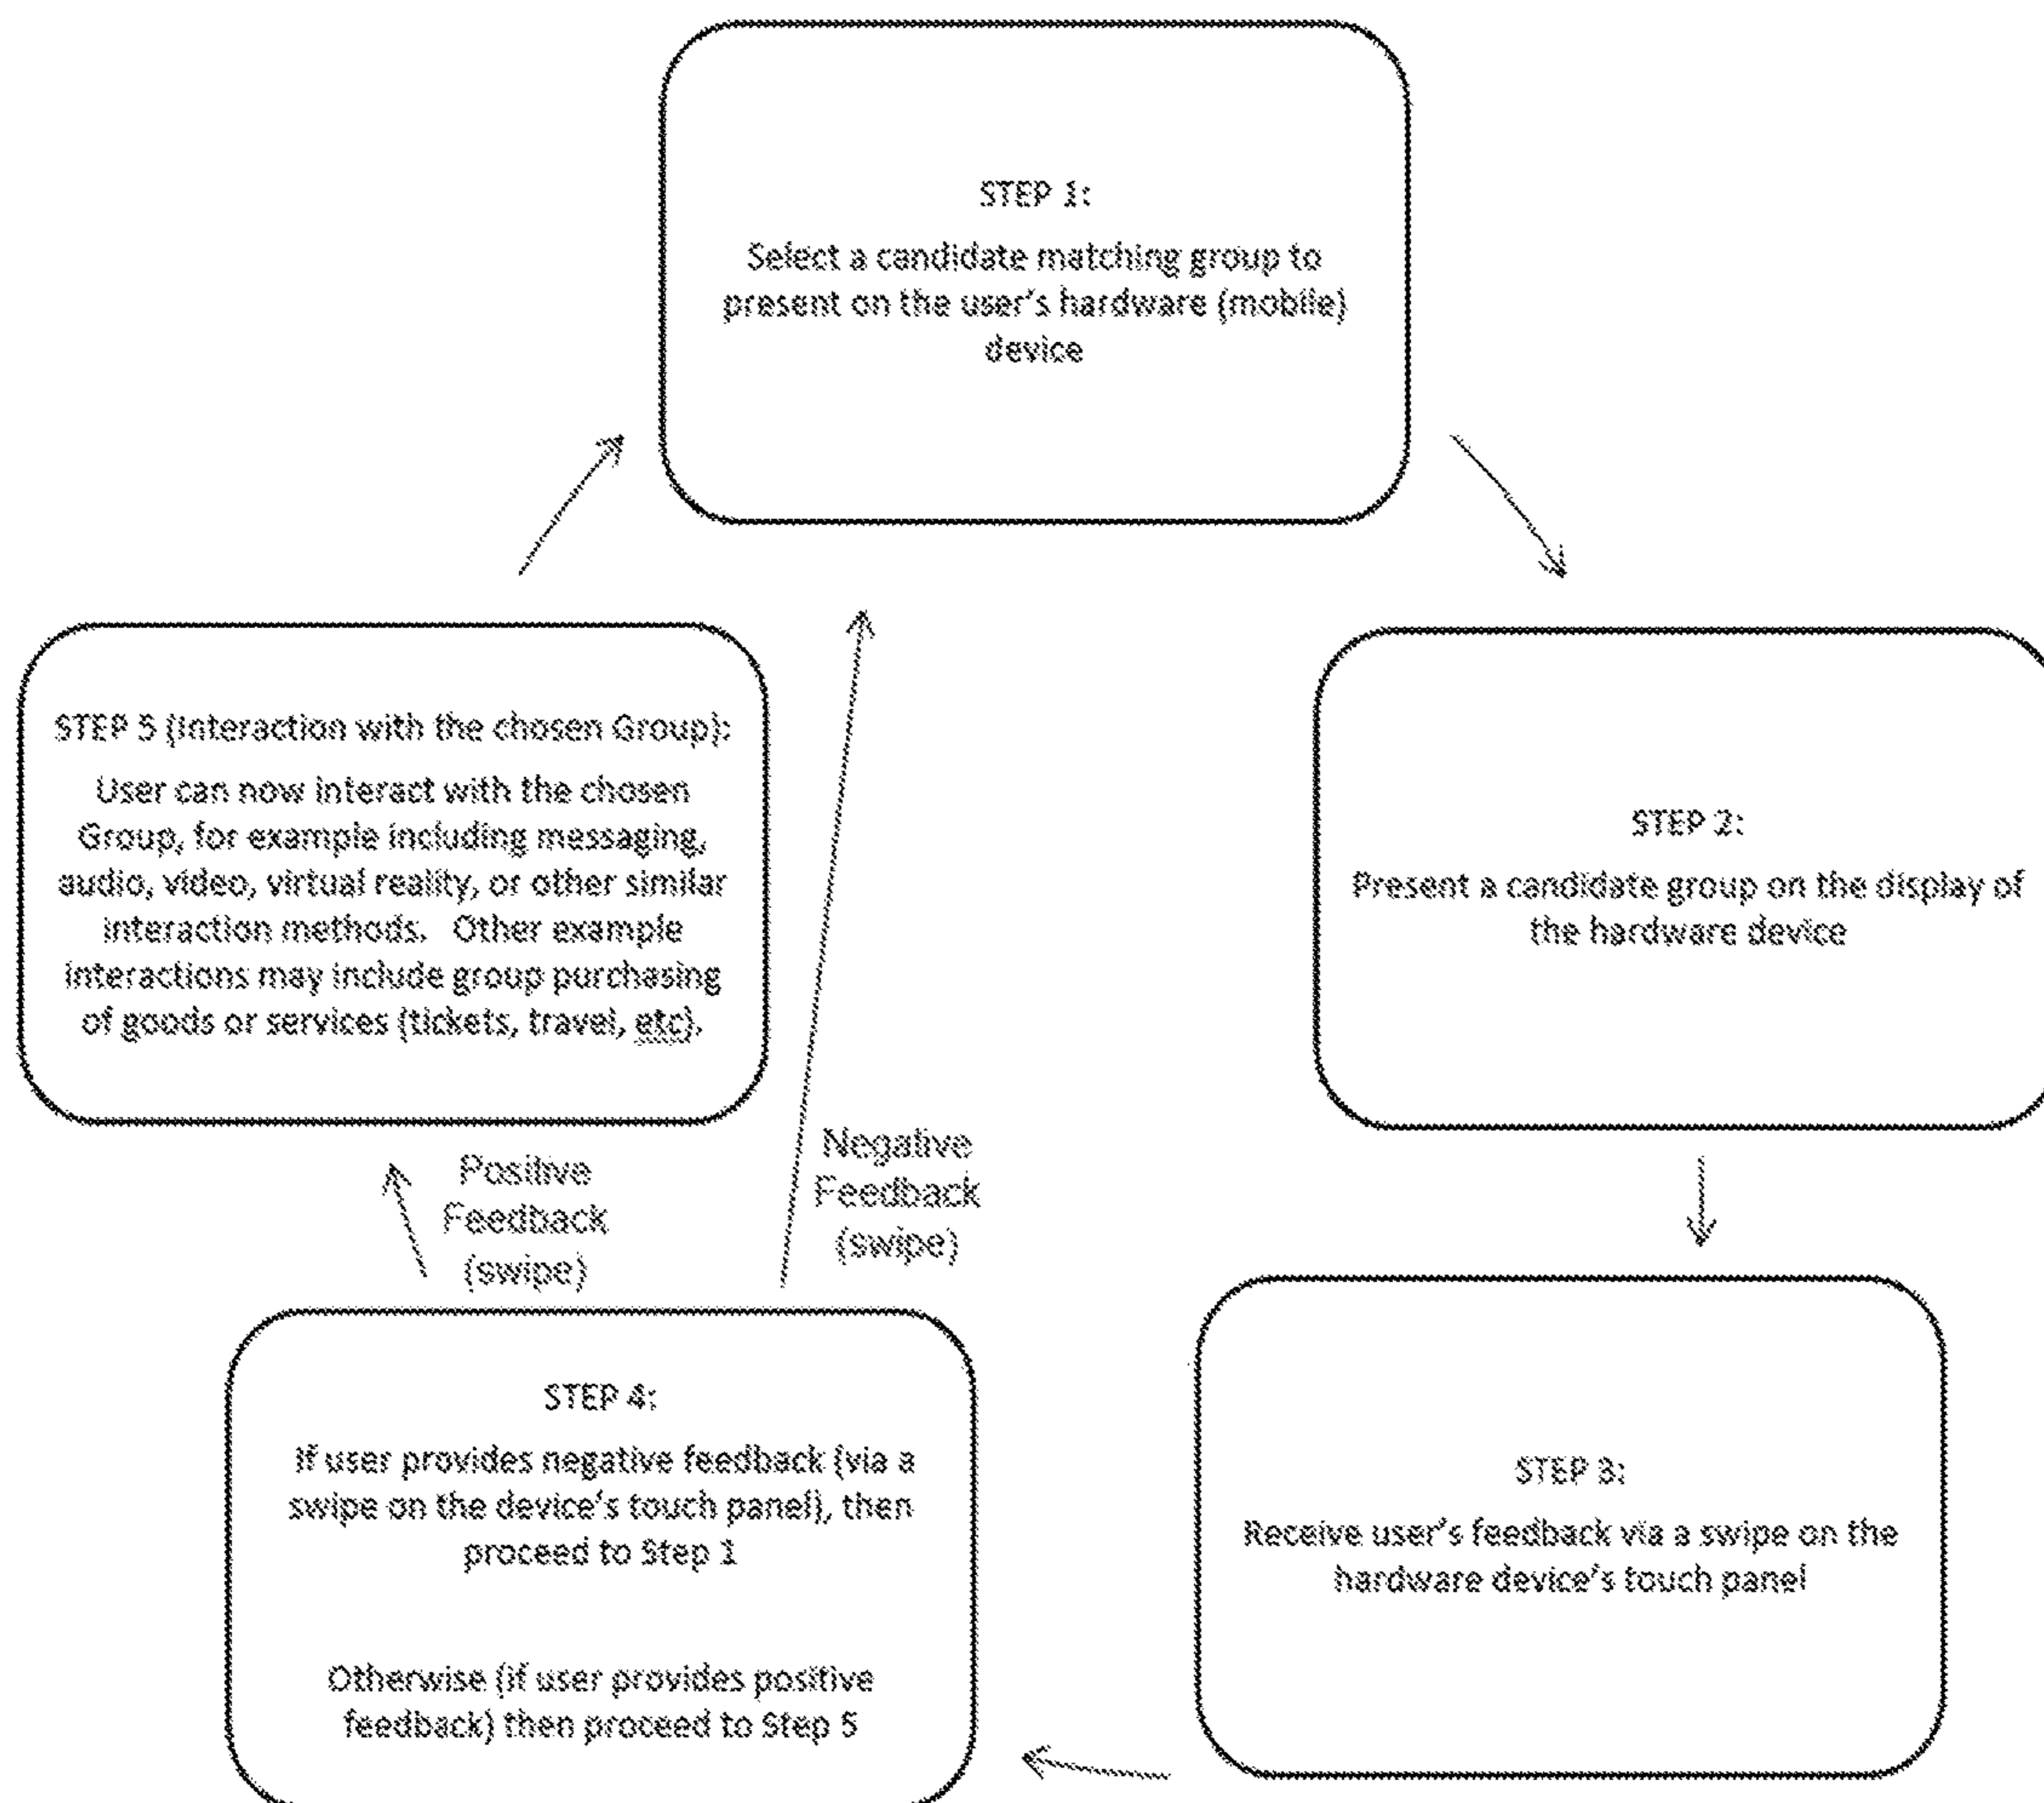 STEP 1:
Select a candidate matching group to
present on the user's hardware (mobile)
device
STEP 2:
Present a candidate group on the display of
the hardware device
STEP 3:
Receive user's feedback via a swipe on the
hardware device's touch panel
STEP 4:
If user provides negative feedback (via a
swipe on the device's touch panel), then
proceed to Step 1
Otherwise (if user provides positive
feedback) then proceed to Step 5
Positive
Feedback
(swipe)
Negative
Feedback
(swipe)
STEP 5 (Interaction with the chosen Group):
User can now interact with the chosen
Group, for example including messaging,
audio, video, virtual reality, or other similar
interaction methods.   Other example
interactions may include group purchasing
of goods or services (tickets, travel, etc).